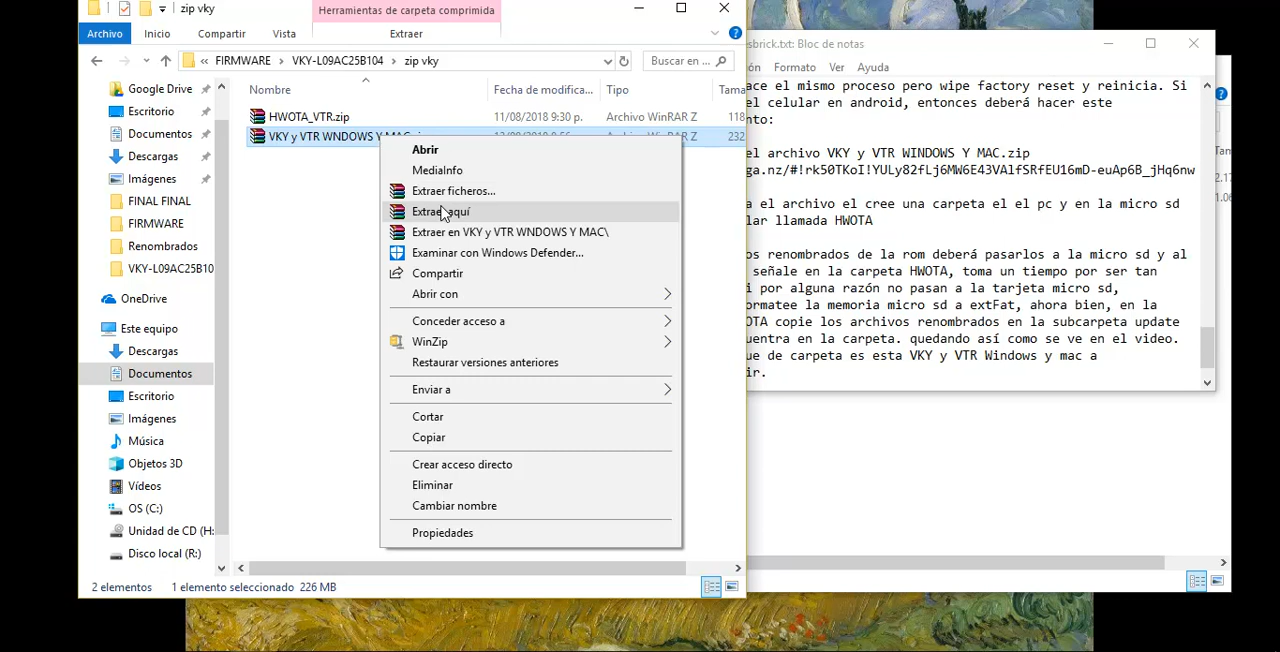 zip vky
Herramientas de carpeta comprimida
Archivo
Inicio
Compartir
Vista
Extraer
« FIRMWARE > VKY-L09AC25B104 > zip vky
Buscar en ...
Google Drive
Escritorio
Documentos
Descargas
Imágenes
FINAL FINAL
FIRMWARE
Renombrados
VKY-L09AC25B10
OneDrive
Este equipo
Descargas
Documentos
Escritorio
Imágenes
Música
Objetos 3D
Vídeos
OS (C:)
Unidad de CD (H:
Disco local (R:)
Nombre
Fecha de modifica...
Tipo
Tama
HWOTA_VTR.zip
11/08/2018 9:30 p.
Archivo WinRAR Z
118
VKY y VTR WNDOWS Y MAC
232
Abrir
MediaInfo
Extraer ficheros...
Extraer aquí
Extraer en VKY y VTR WNDOWS Y MAC\
Examinar con Windows Defender...
Compartir
Abrir con
Conceder acceso a
WinZip
Restaurar versiones anteriores
Enviar a
Cortar
Copiar
Crear acceso directo
Eliminar
Cambiar nombre
Propiedades
2 elementos
1 elemento seleccionado 226 MB
esbrick.txt: Bloc de notas
ón
Formato
Ver
Ayuda
ace el mismo proceso pero wipe factory reset y reinicia. Si
el celular en android, entonces deberá hacer este
nto:
el archivo VKY y VTR WINDOWS Y MAC.zip
ga.nz/#!rk50TKoI!YULy82fLj6MW6E43VA1fSRfEU16mD-euAp6B_jHq6nw
a el archivo el cree una carpeta el el pc y en la micro sd
lar llamada HWOTA
os renombrados de la rom deberá pasarlos a la micro sd y al
señale en la carpeta HWOTA, toma un tiempo por ser tan
i por alguna razón no pasan a la tarjeta micro sd,
ormatee la memoria micro sd a extFat, ahora bien, en la
OTA copie los archivos renombrados en la subcarpeta update
uentra en la carpeta. quedando así como se ve en el video.
ue de carpeta es esta VKY y VTR Windows y mac a
ir.
Tam
2.17
1.06